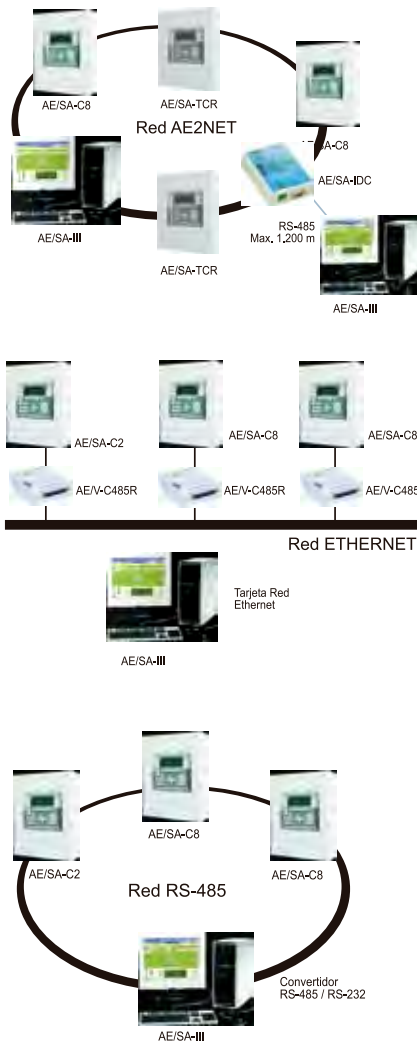 AE/SA-C8
AE/SA-TCR
Red AE2NET
AE/SA-C8
AE/SA-IDC
AE/SA-III
RS-485
Max. 1.200 m
AE/SA-TCR
AE/SA-III
AE/SA-C2
AE/SA-C8
AE/SA-C8
AE/V-C485R
AE/V-C485R
AE/V-C485
Red ETHERNET
Tarjeta Red
Ethernet
AE/SA-III
AE/SA-C8
AE/SA-C2
AE/SA-C8
Red RS-485
Convertidor
RS-485 / RS-232
AE/SA-III